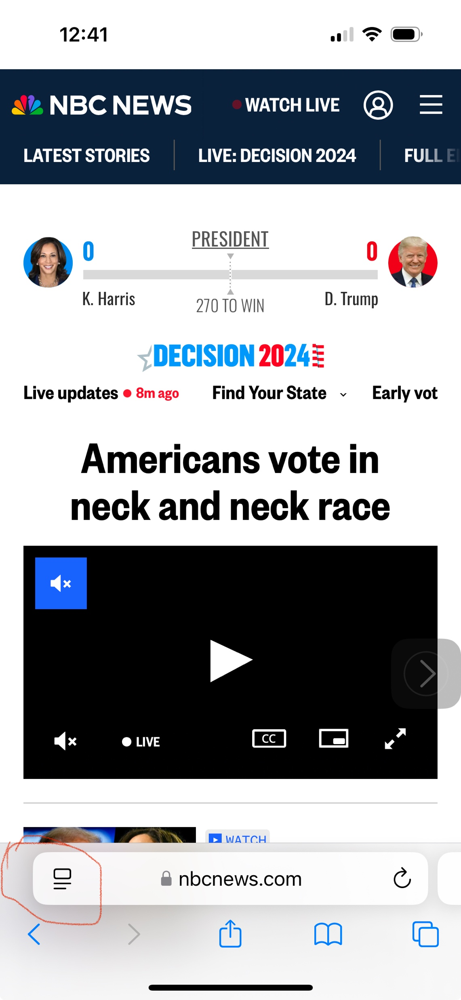 12:41
NBC NEWS
WATCH LIVE
LATEST STORIES
LIVE: DECISION 2024
FULL
PRESIDENT
0
0
K. Harris
270 TO WIN
D. Trump
DECISION 2024
Live updates 8m ago
Find Your State
Early vot
Americans vote in
neck and neck race
LIVE
CC
WATCH
nbcnews.com